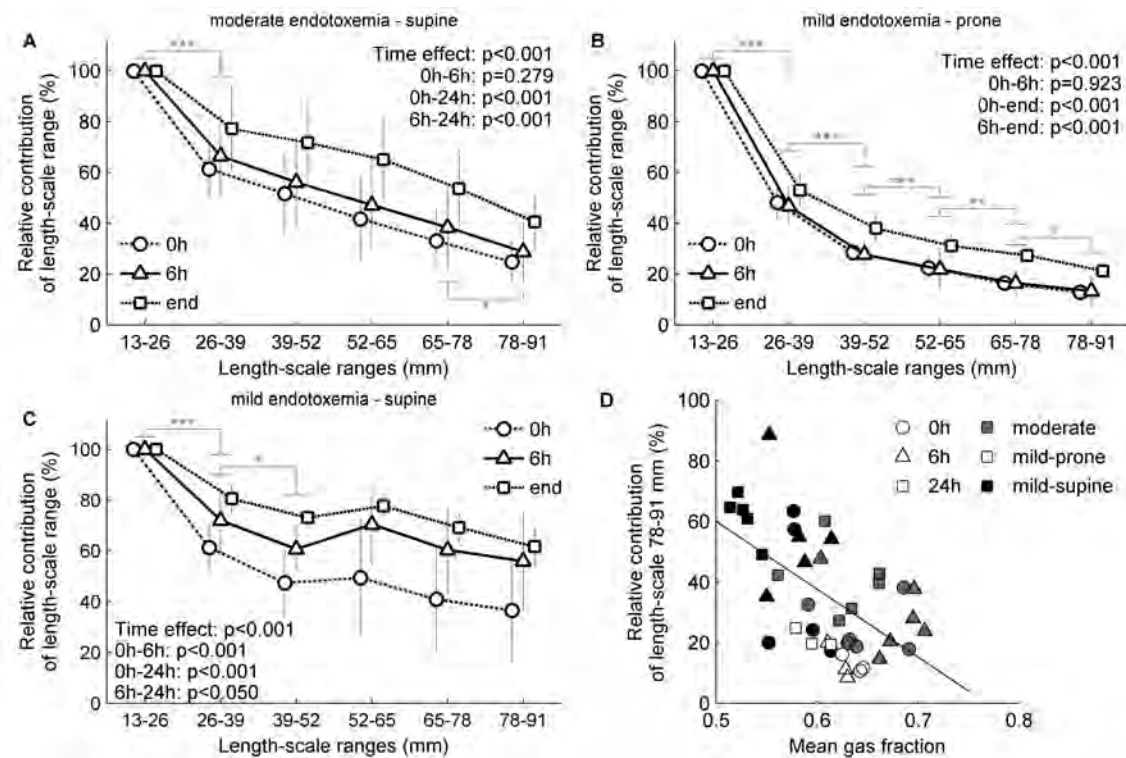 moderate endotoxemia - supine
A
***
Time effect: p<0.001
0h-6h: p=0.279
0h-24h: p<0.001
6h-24h: p<0.001
Relative contribution
of length-scale range (%)
100
80
60
40
20
0
0h
6h
end
*
13-26 26-39 39-52 52-65 65-78 78-91
Length-scale ranges (mm)
mild endotoxemia - prone
B
***
Time effect: p<0.001
0h-6h: p=0.923
0h-end: p<0.001
6h-end: p<0.001
***
***
**
*
Relative contribution
of length-scale range (%)
100
80
60
40
20
0
0h
6h
end
13-26 26-39 39-52 52-65 65-78 78-91
Length-scale ranges (mm)
mild endotoxemia - supine
C
***
*
0h
6h
end
Relative contribution
of length-scale range (%)
100
80
60
40
20
0
Time effect: p<0.001
0h-6h: p<0.001
0h-24h: p<0.001
6h-24h: p<0.050
13-26 26-39 39-52 52-65 65-78 78-91
Length-scale ranges (mm)
D
Relative contribution
of length-scale 78-91 mm (%)
100
80
60
40
20
0
0h moderate
6h mild-prone
24h mild-supine
0.5 0.6 0.7 0.8
Mean gas fraction